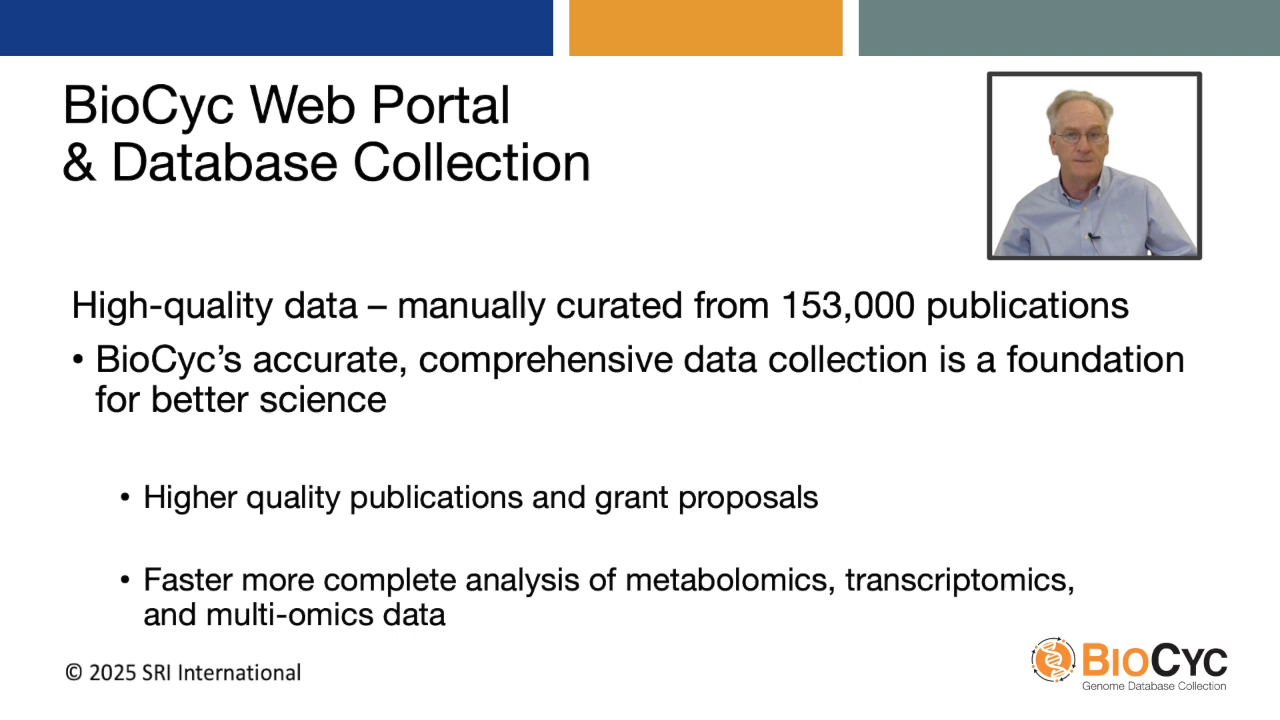 BioCyc Web Portal
& Database Collection
High-quality data – manually curated from 153,000 publications
• BioCyc’s accurate, comprehensive data collection is a foundation
for better science
• Higher quality publications and grant proposals
• Faster more complete analysis of metabolomics, transcriptomics,
and multi-omics data
© 2025 SRI International
BIOCYC
Genome Database Collection